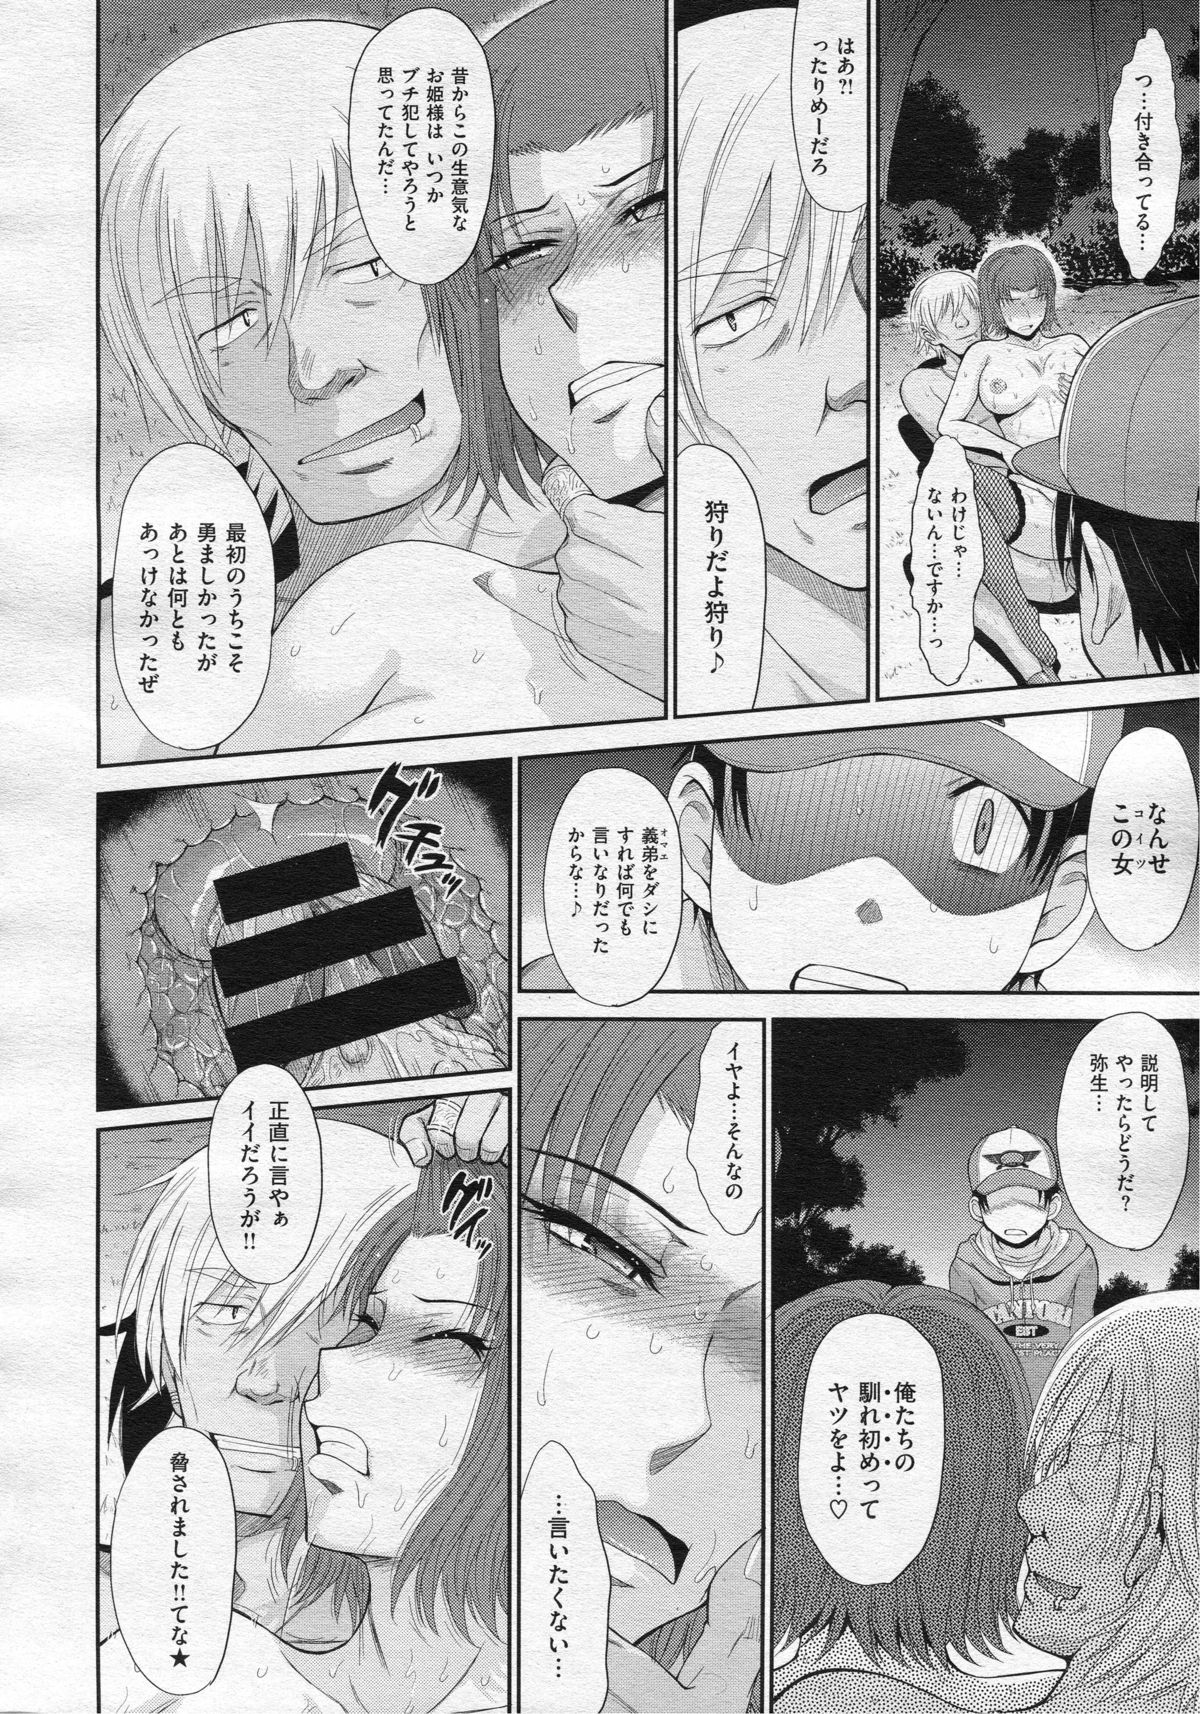 つ…付き合ってる…
わけじゃ…
ないん…ですか…っ
はあ?!
ったりめーだろ
狩りだよ狩り♪
昔からこの生意気な
お姫様は いつか
ブチ犯してやろうと
思ってたんだ…
最初のうちこそ
勇ましかったが
あとは何とも
あっけなかったぜ
なんせ
この女
コイツ
義弟をダシに
オマエ
すれば何でも
言いなりだった
からな…♪
グチュッ
説明して
やったらどうだ?
弥生…
EST
THE VERY
俺たちの
馴れ初めって
ヤツをよ…♡
イヤよ…そんなの
…言いたくない…
グイッ
正直に言やぁ
イイだろうが!!
脅されました!!てな★